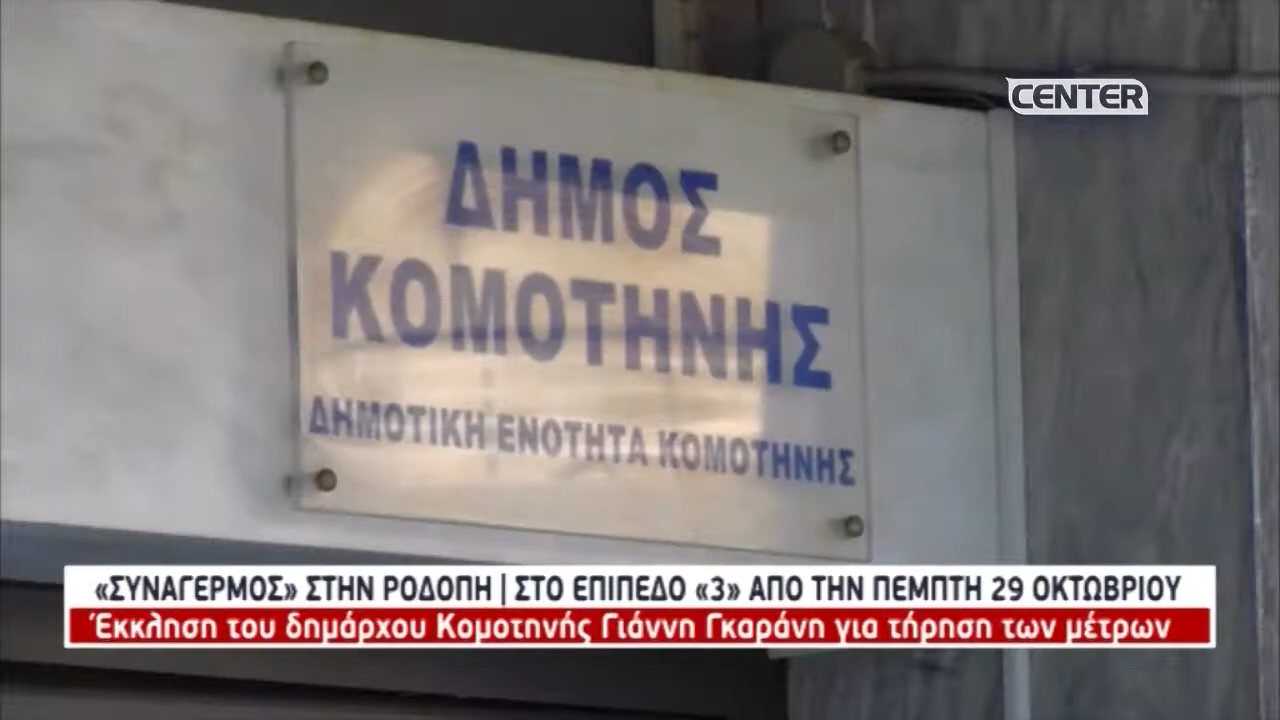 CENTER
ΔΗΜΟΣ
ΚΟΜΟΤΗΝΗΣ
ΔΗΜΟΤΙΚΗ ΕΝΟΤΗΤΑ ΚΟΜΟΤΗΝΗΣ
«ΣΥΝΑΓΕΡΜΟΣ» ΣΤΗΝ ΡΟΔΟΠΗ | ΣΤΟ ΕΠΙΠΕΔΟ «3» ΑΠΟ ΤΗΝ ΠΕΜΠΤΗ 29 ΟΚΤΩΒΡΙΟΥ
Έκκληση του δημάρχου Κομοτηνής Γιάννη Γκαράνη για τήρηση των μέτρων